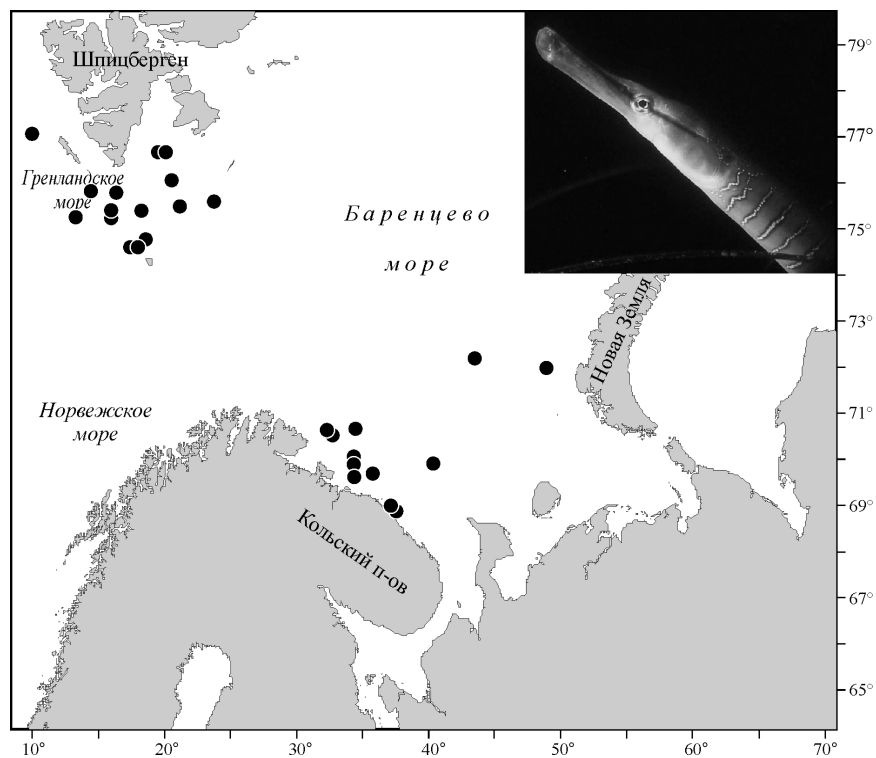 Шпицберген
79°
77°
Гренландское
море
Баренцево
море
75°
Новая Земля
73°
Норвежское
море
71°
69°
Кольский п-ов
67°
65°
10° 20° 30° 40° 50° 60° 70°